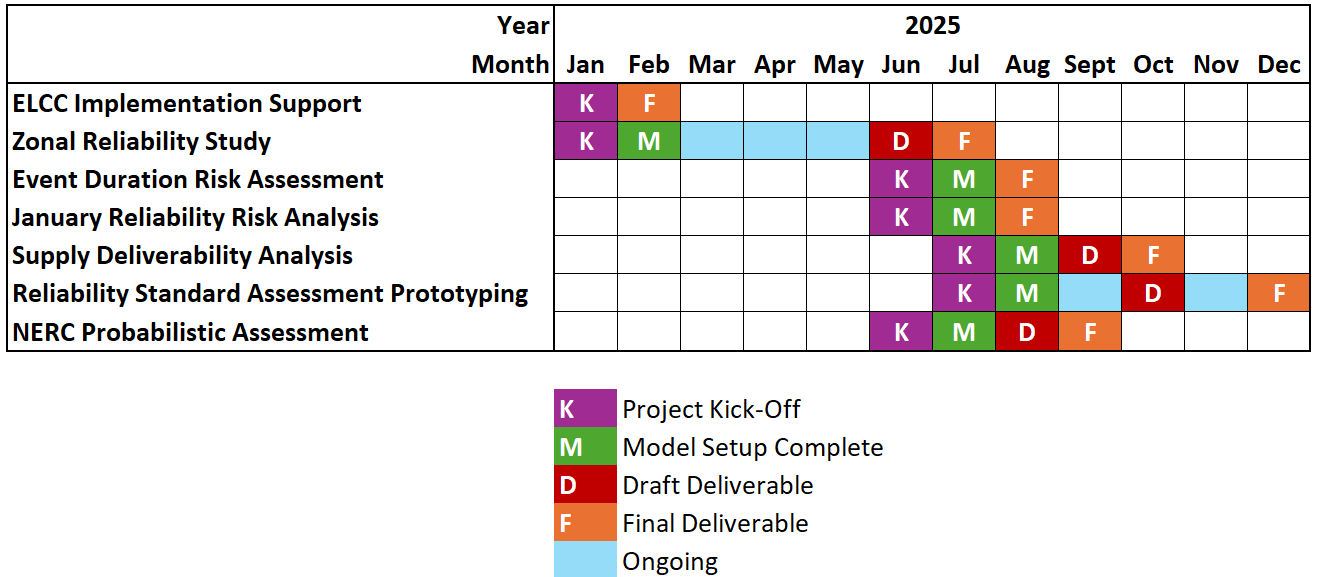 Year 2025
Month Jan Feb Mar Apr May Jun Jul Aug Sept Oct Nov Dec
ELCC Implementation Support K F
Zonal Reliability Study K M D F
Event Duration Risk Assessment K M F
January Reliability Risk Analysis K M F
Supply Deliverability Analysis K M D F
Reliability Standard Assessment Prototyping K M D F
NERC Probabilistic Assessment K M D F
K Project Kick-Off
M Model Setup Complete
D Draft Deliverable
F Final Deliverable
Ongoing